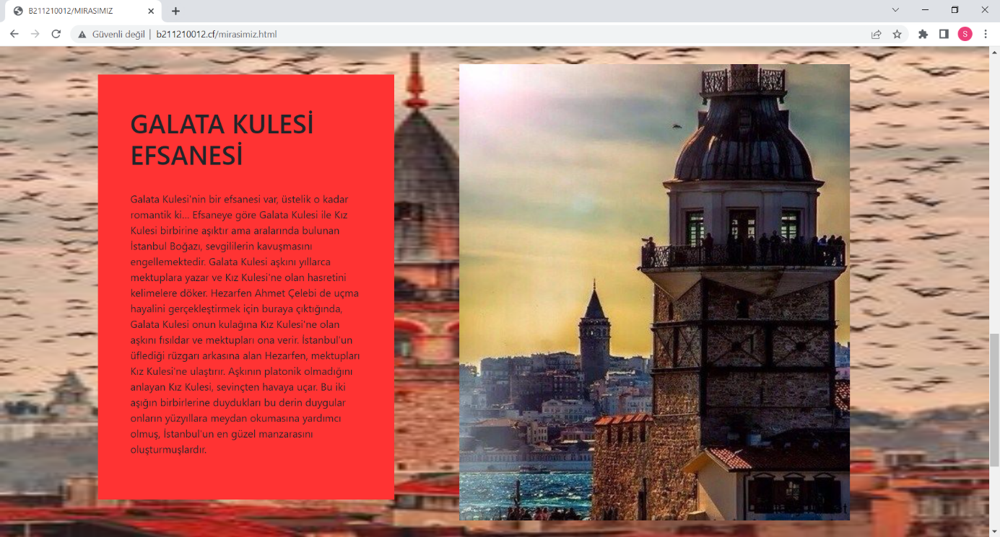 B211210012/MIRASIMIZ
Güvenli değil | b211210012.cf/mirasimiz.html
S
GALATA KULESİ
EFSANESİ
Galata Kulesi'nin bir efsanesi var, üstelik o kadar
romantik ki... Efsaneye göre Galata Kulesi ile Kız
Kulesi birbirine aşıktır ama aralarında bulunan
İstanbul Boğazı, sevgililerin kavuşmasını
engellemektedir. Galata Kulesi aşkını yıllarca
mektuplara yazar ve Kız Kulesi'ne olan hasretini
kelimelere döker. Hezarfen Ahmet Çelebi de uçma
hayalini gerçekleştirmek için buraya çıktığında,
Galata Kulesi onun kulağına Kız Kulesi'ne olan
aşkını fısıldar ve mektupları ona verir. İstanbul'un
üflediği rüzgarı arkasına alan Hezarfen, mektupları
Kız Kulesi'ne ulaştırır. Aşkının platonik olmadığını
anlayan Kız Kulesi, sevinçten havaya uçar. Bu iki
aşığın birbirlerine duydukları bu derin duygular
onların yüzyıllara meydan okumasına yardımcı
olmuş, İstanbul'un en güzel manzarasını
oluşturmuşlardır.